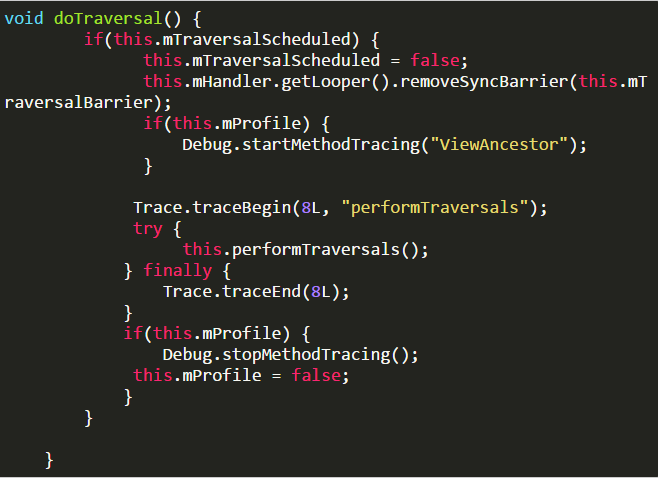 void doTraversal() {
if(this.mTraversalScheduled) {
this.mTraversalScheduled = false;
this.mHandler.getLooper().removeSyncBarrier(this.mT
raversalBarrier);
if(this.mProfile) {
Debug.startMethodTracing("ViewAncestor");
}
Trace.traceBegin(8L, "performTraversals");
try {
this.performTraversals();
} finally {
Trace.traceEnd(8L);
}
if(this.mProfile) {
Debug.stopMethodTracing();
this.mProfile = false;
}
}
}